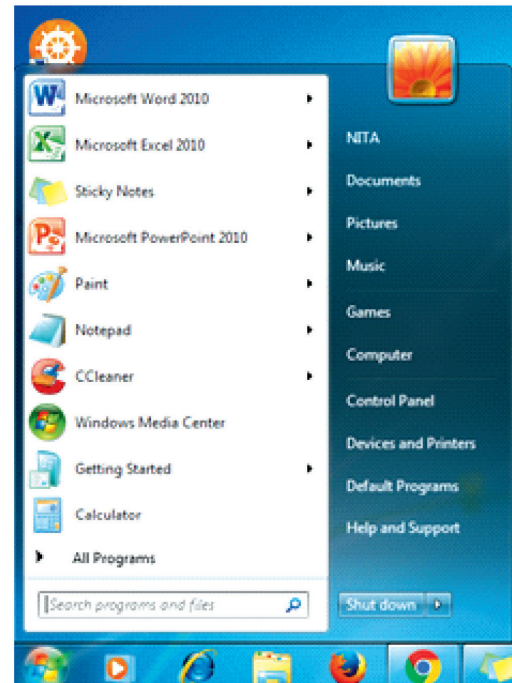 Microsoft Word 2010
Microsoft Excel 2010
Sticky Notes
Microsoft PowerPoint 2010
Paint
Notepad
CCleaner
Windows Media Center
Getting Started
Calculator
All Programs
Search programs and files
NITA
Documents
Pictures
Music
Games
Computer
Control Panel
Devices and Printers
Default Programs
Help and Support
Shut down